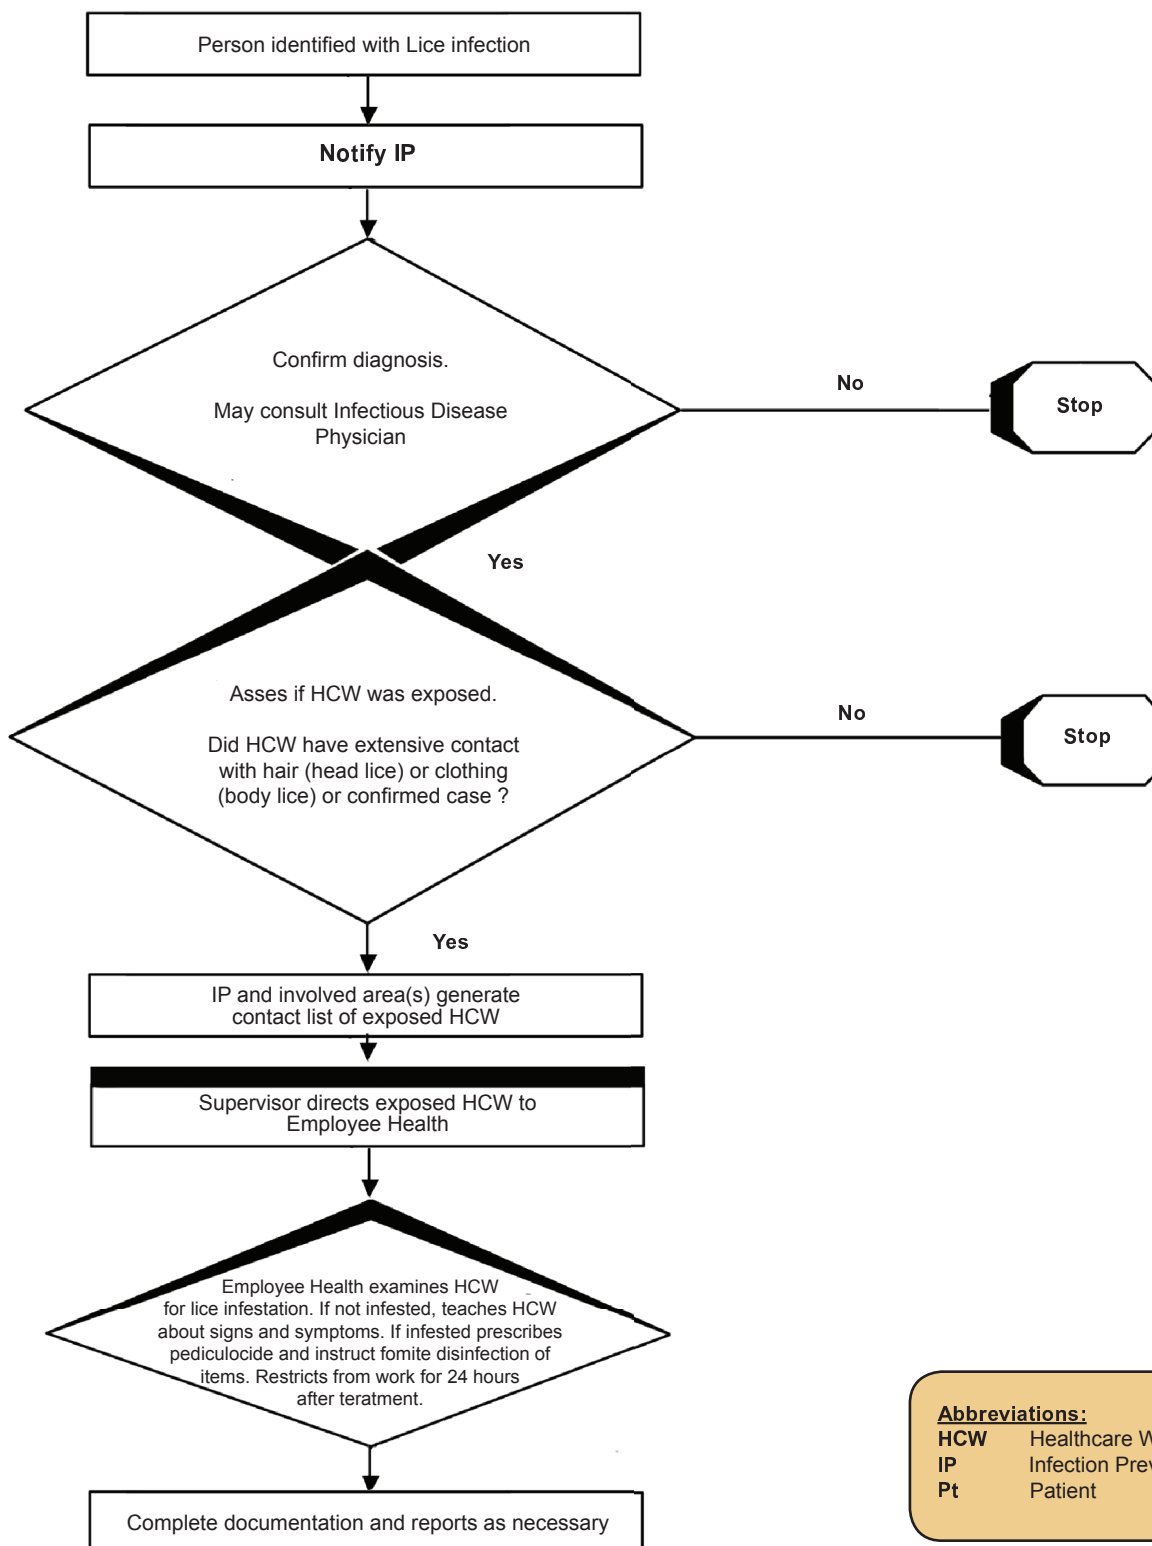 Person identified with Lice infection
Notify IP
Confirm diagnosis.
May consult Infectious Disease
Physician
No
Stop
Yes
Asses if HCW was exposed.
Did HCW have extensive contact
with hair (head lice) or clothing
(body lice) or confirmed case ?
No
Stop
Yes
IP and involved area(s) generate
contact list of exposed HCW
Supervisor directs exposed HCW to
Employee Health
Employee Health examines HCW
for lice infestation. If not infested, teaches HCW
about signs and symptoms. If infested prescribes
pediculocide and instruct fomite disinfection of
items. Restricts from work for 24 hours
after teratment.
Complete documentation and reports as necessary
Abbreviations:
HCW Healthcare
IP Infection
Pt Patient